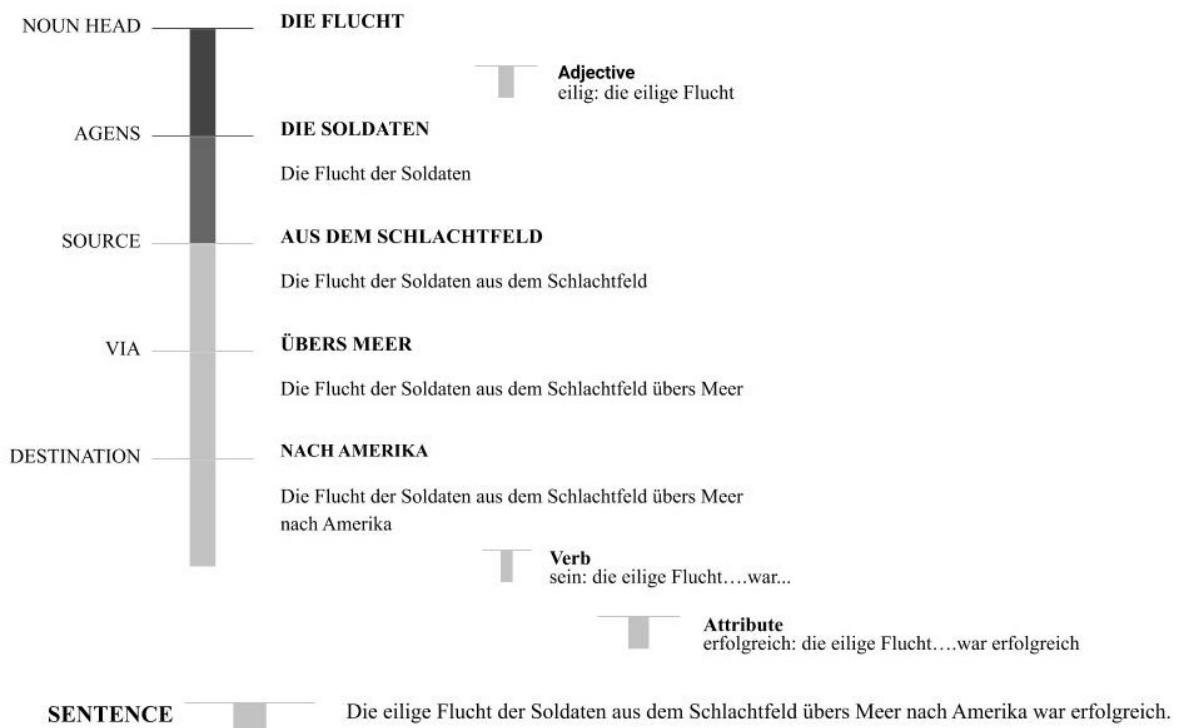 NOUN HEAD DIE FLUCHT
Adjective
eilig: die eilige Flucht
AGENS DIE SOLDATEN
Die Flucht der Soldaten
SOURCE AUS DEM SCHLACHTFELD
Die Flucht der Soldaten aus dem Schlachtfeld
VIA ÜBERS MEER
Die Flucht der Soldaten aus dem Schlachtfeld übers Meer
DESTINATION NACH AMERIKA
Die Flucht der Soldaten aus dem Schlachtfeld übers Meer
nach Amerika
Verb
sein: die eilige Flucht….war...
Attribute
erfolgreich: die eilige Flucht….war erfolgreich
SENTENCE Die eilige Flucht der Soldaten aus dem Schlachtfeld übers Meer nach Amerika war erfolgreich.